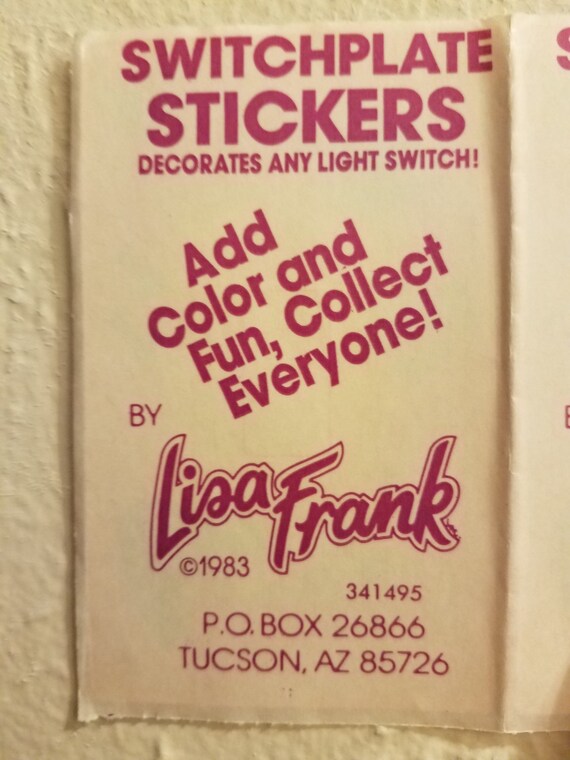 SWITCHPLATE
STICKERS
DECORATES ANY LIGHT SWITCH!
Add
Color and
Fun, Collect
Everyone!
BY
Lisa Frank
©1983
341495
P.O. BOX 26866
TUCSON, AZ 85726